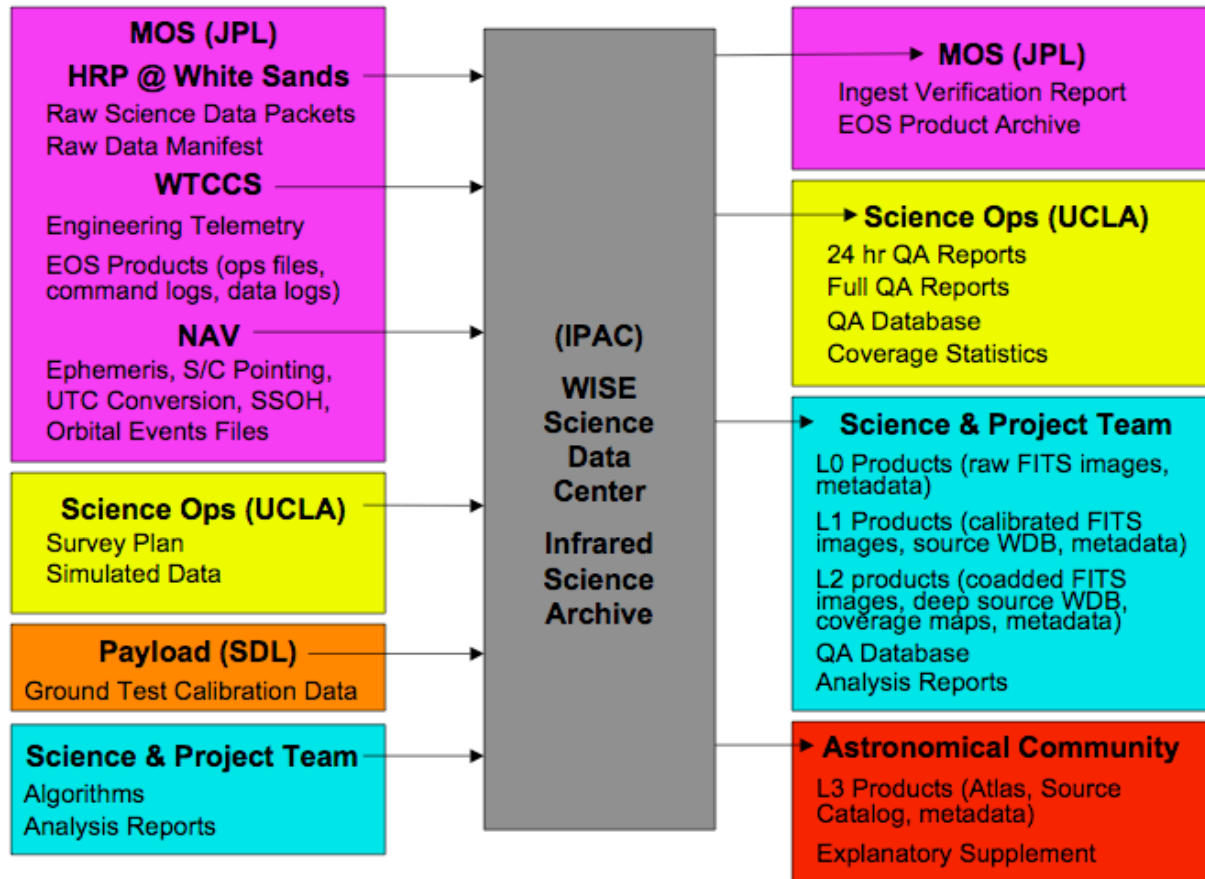 MOS (JPL)
HRP @ White Sands
Raw Science Data Packets
Raw Data Manifest
WTCCS
Engineering Telemetry
EOS Products (ops files,
command logs, data logs)
NAV
Ephemeris, S/C Pointing,
UTC Conversion, SSOH,
Orbital Events Files
Science Ops (UCLA)
Survey Plan
Simulated Data
Payload (SDL)
Ground Test Calibration Data
Science & Project Team
Algorithms
Analysis Reports
(IPAC)
WISE
Science
Data
Center
Infrared
Science
Archive
MOS (JPL)
Ingest Verification Report
EOS Product Archive
Science Ops (UCLA)
24 hr QA Reports
Full QA Reports
QA Database
Coverage Statistics
Science & Project Team
L0 Products (raw FITS images,
metadata)
L1 Products (calibrated FITS
images, source WDB, metadata)
L2 products (coadded FITS
images, deep source WDB,
coverage maps, metadata)
QA Database
Analysis Reports
Astronomical Community
L3 Products (Atlas, Source
Catalog, metadata)
Explanatory Supplement